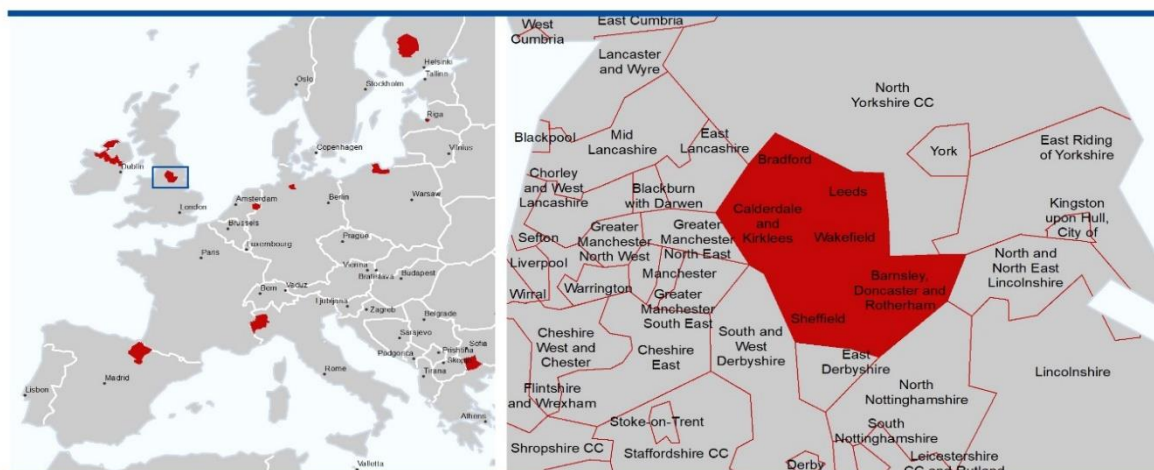 Helsinki
Oslo
Tallinn
Stockholm
Riga
Copenhagen
Vilnius
Dublin
Amsterdam
Berlin
Warsaw
London
Brussels
Prague
Luxembourg
Paris
Vienna
Bratislava
Budapest
Bern
Vaduz
Ljubljana
Zagreb
Belgrade
Sarajevo
Prishtina
Sofia
Podgorica
Skopje
Tirana
Rome
Madrid
Lisbon
Athens
Valletta
West
Cumbria
East Cumbria
Lancaster
and Wyre
North
Yorkshire CC
Blackpool
Mid
Lancashire
East
Lancashire
Bradford
York
East Riding
of Yorkshire
Chorley
and West
Lancashire
Blackburn
with Darwen
Leeds
Calderdale
and
Kirklees
Wakefield
Kingston
upon Hull,
City of
Sefton
Greater
Manchester
North West
Greater
Manchester
North East
Liverpool
Manchester
North and
North East
Lincolnshire
Wirral
Warrington
Greater
Manchester
South East
Barnsley,
Doncaster and
Rotherham
Sheffield
Cheshire
West and
Chester
Cheshire
East
South and
West
Derbyshire
East
Derbyshire
Lincolnshire
Flintshire
and Wrexham
North
Nottinghamshire
Stoke-on-Trent
South
Nottinghamshire
Shropshire CC
Staffordshire CC
Derby
Leicestershire
CC and Rutland